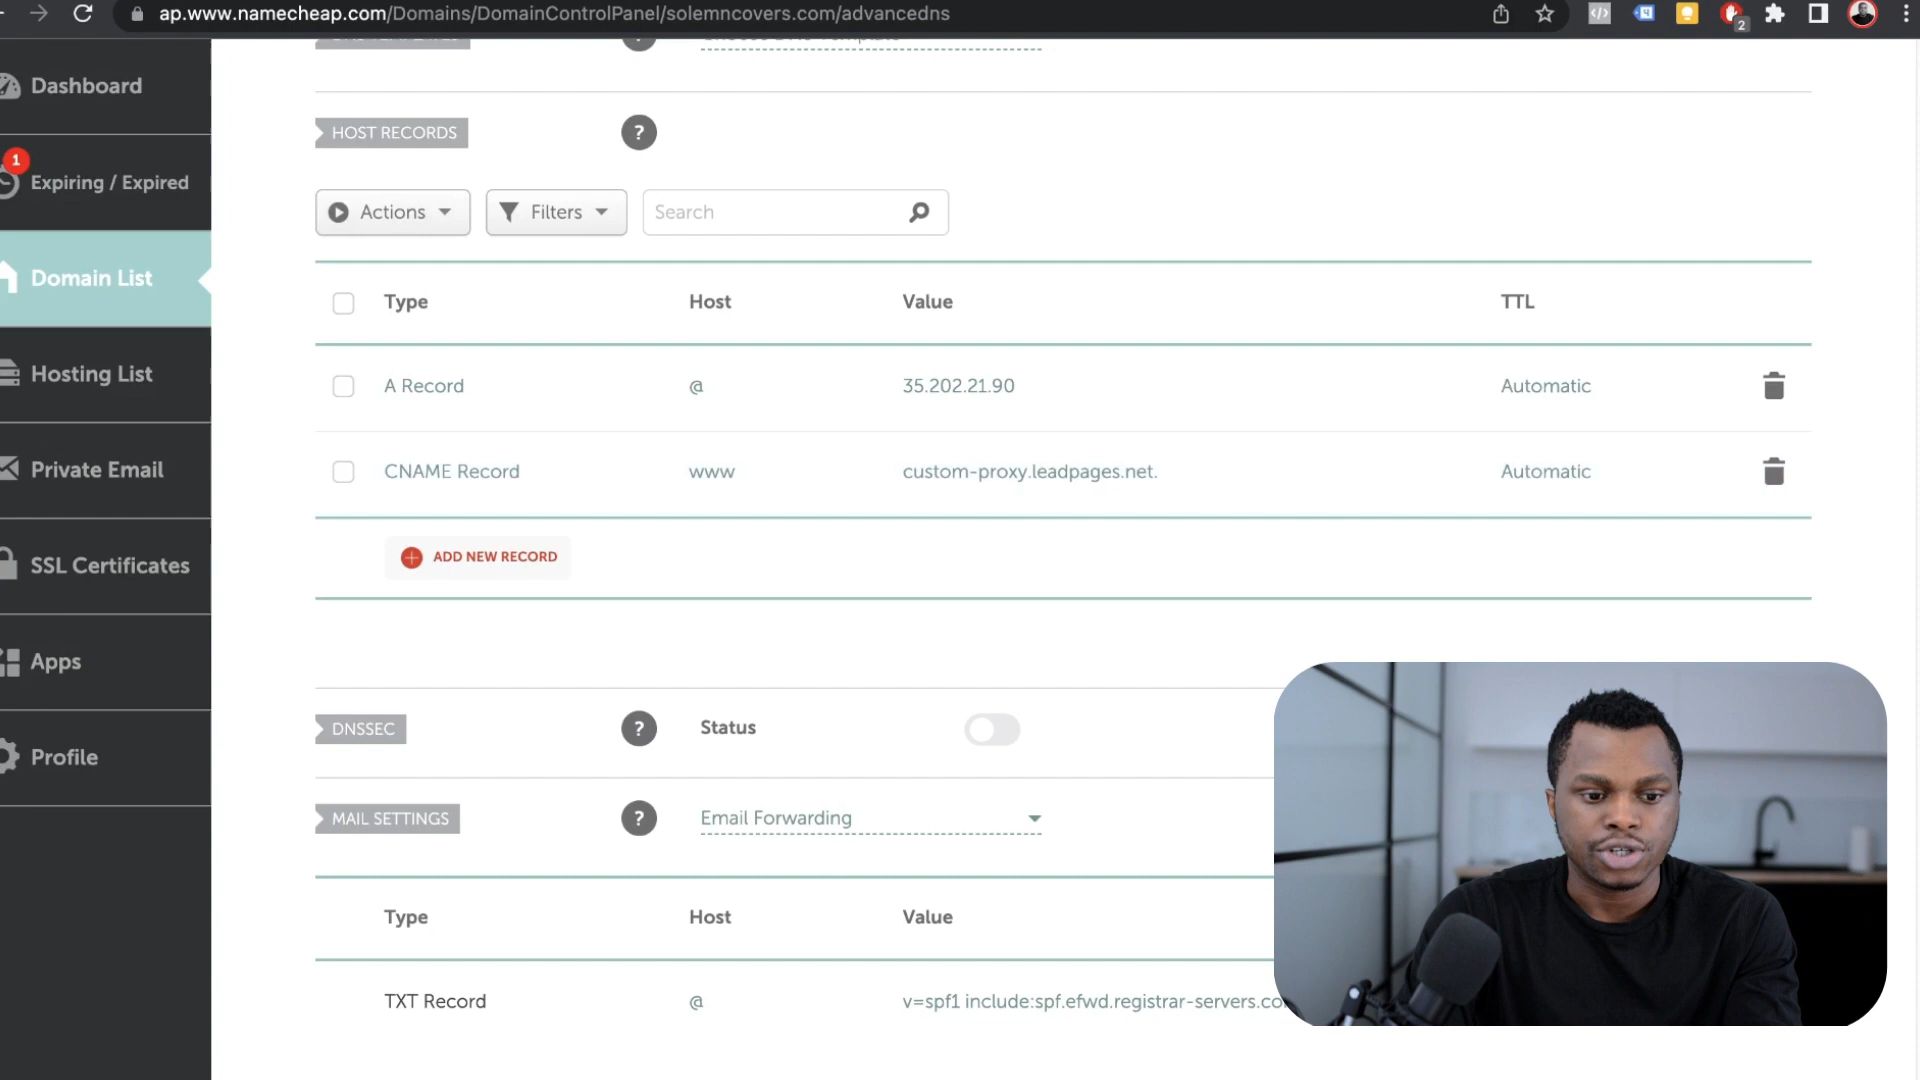 ap.www.namecheap.com/Domains/DomainControlPanel/solemncovers.com/advancedns
2
Dashboard
1
Expiring / Expired
Domain List
Hosting List
Private Email
SSL Certificates
Apps
Profile
HOST RECORDS
?
Actions
Filters
Search
Type Host Value TTL
A Record @ 35.202.21.90 Automatic
CNAME Record www custom-proxy.leadpages.net. Automatic
ADD NEW RECORD
DNSSEC
?
Status
MAIL SETTINGS
?
Email Forwarding
Type Host Value
TXT Record @ v=spf1 include:spf.efwd.registrar-servers.co